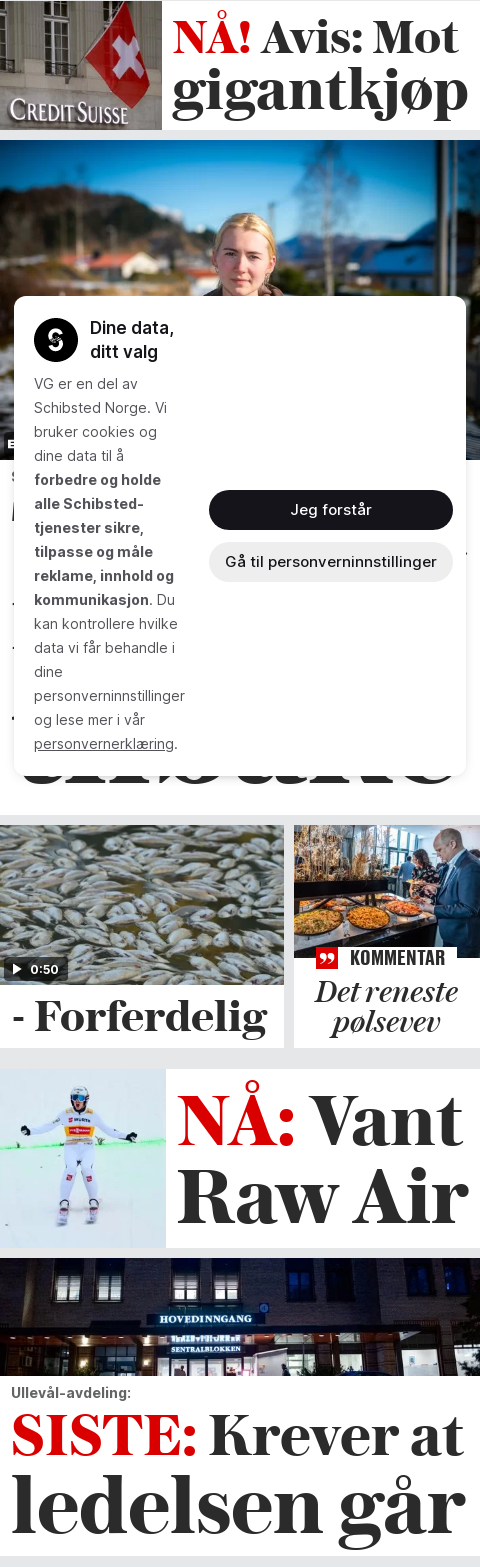 CREDIT SUISSE
NÅ! Avis: Mot
gigantkjøp
Dine data,
ditt valg
VG er en del av
Schibsted Norge. Vi
bruker cookies og
dine data til å
forbedre og holde
alle Schibsted-
tjenester sikre,
tilpasse og måle
reklame, innhold og
kommunikasjon. Du
kan kontrollere hvilke
data vi får behandle i
dine
personverninnstillinger
og lese mer i vår
personvernerklæring.
Jeg forstår
Gå til personverninnstillinger
0:50
- Forferdelig
KOMMENTAR
Det reneste
pølsevev
NÅ: Vant
Raw Air
HOVEDINNGANG
SENTRALBLOKKEN
Ullevål-avdeling:
SISTE: Krever at
ledelsen går